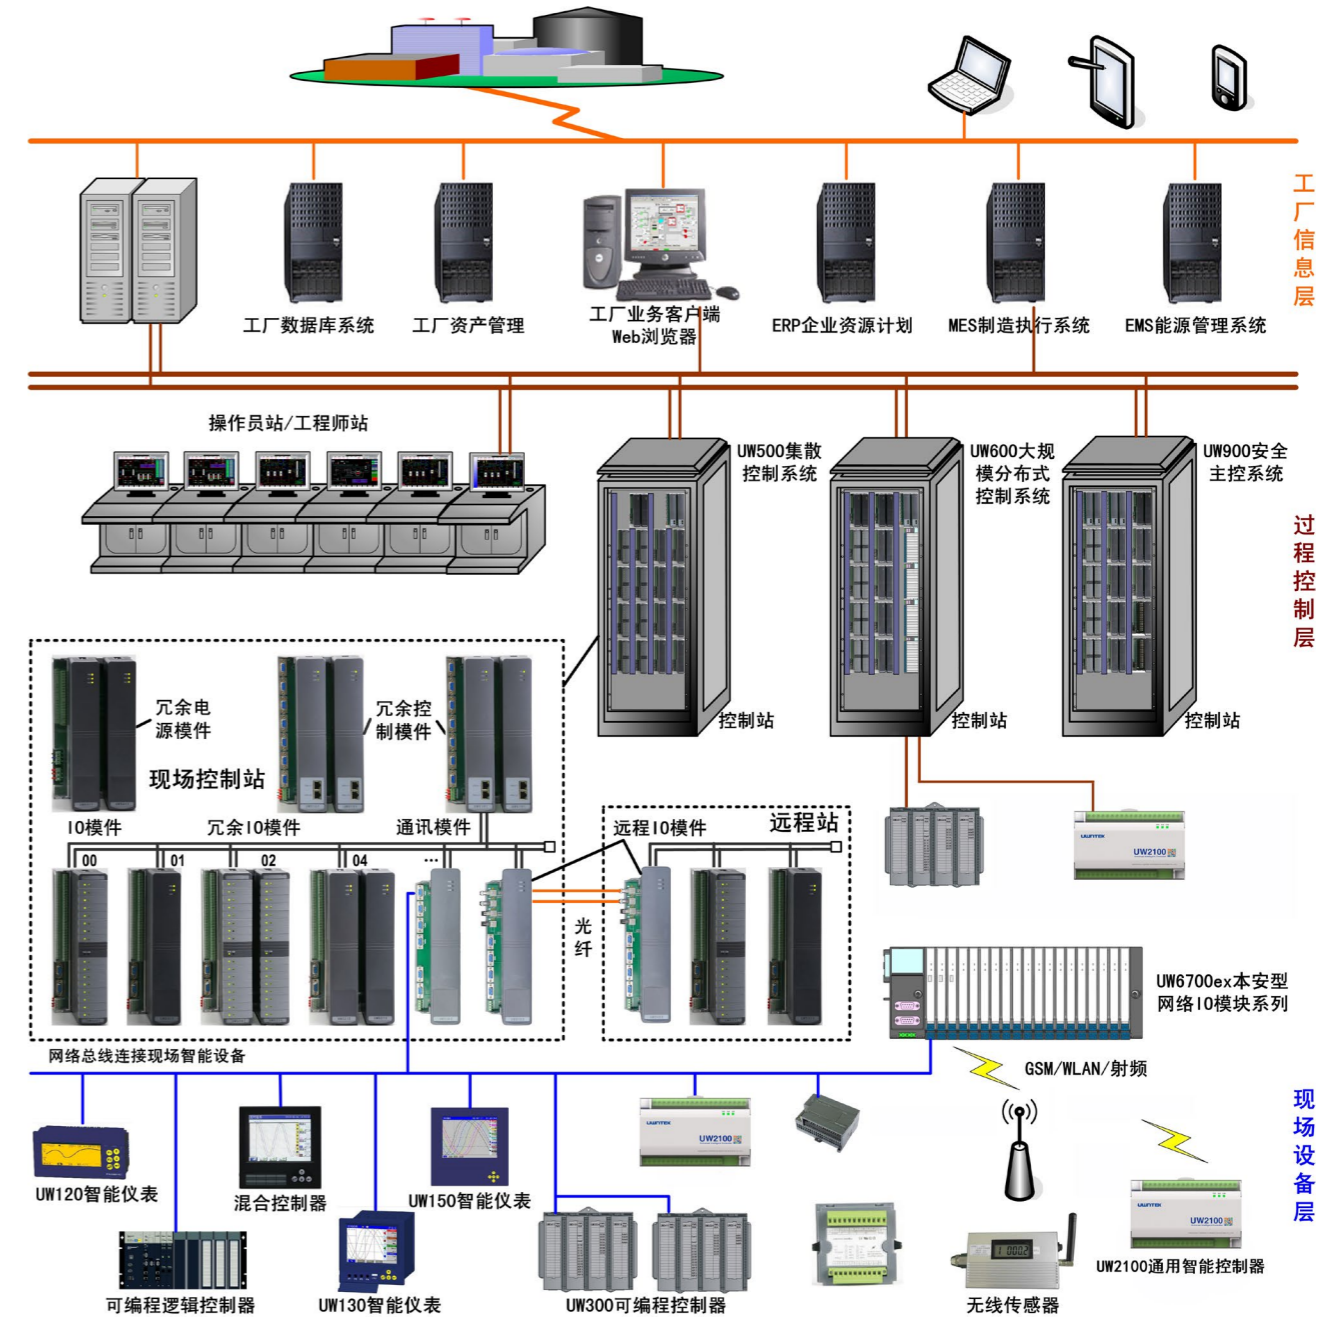 工厂信息层
工厂数据库系统
工厂资产管理
工厂业务客户端
Web浏览器
ERP企业资源计划
MES制造执行系统
EMS能源管理系统
操作员站/工程师站
UW500集散
控制系统
UW600大规
模分布式
控制系统
UW900安全
主控系统
过程控制层
控制站
控制站
控制站
冗余电
源模件
冗余控
制模件
现场控制站
IO模件
冗余IO模件
通讯模件
远程IO模件
远程站
00
01
02
04
...
光
纤
UWNTEK
UW2100
UW6700ex本安型
网络IO模块系列
网络总线连接现场智能设备
GSM/WLAN/射频
现场设备层
UW120智能仪表
混合控制器
UW150智能仪表
UWNTEK
UW2100
UWNTEK
UW2100
可编程逻辑控制器
UW130智能仪表
UW300可编程控制器
无线传感器
UW2100通用智能控制器